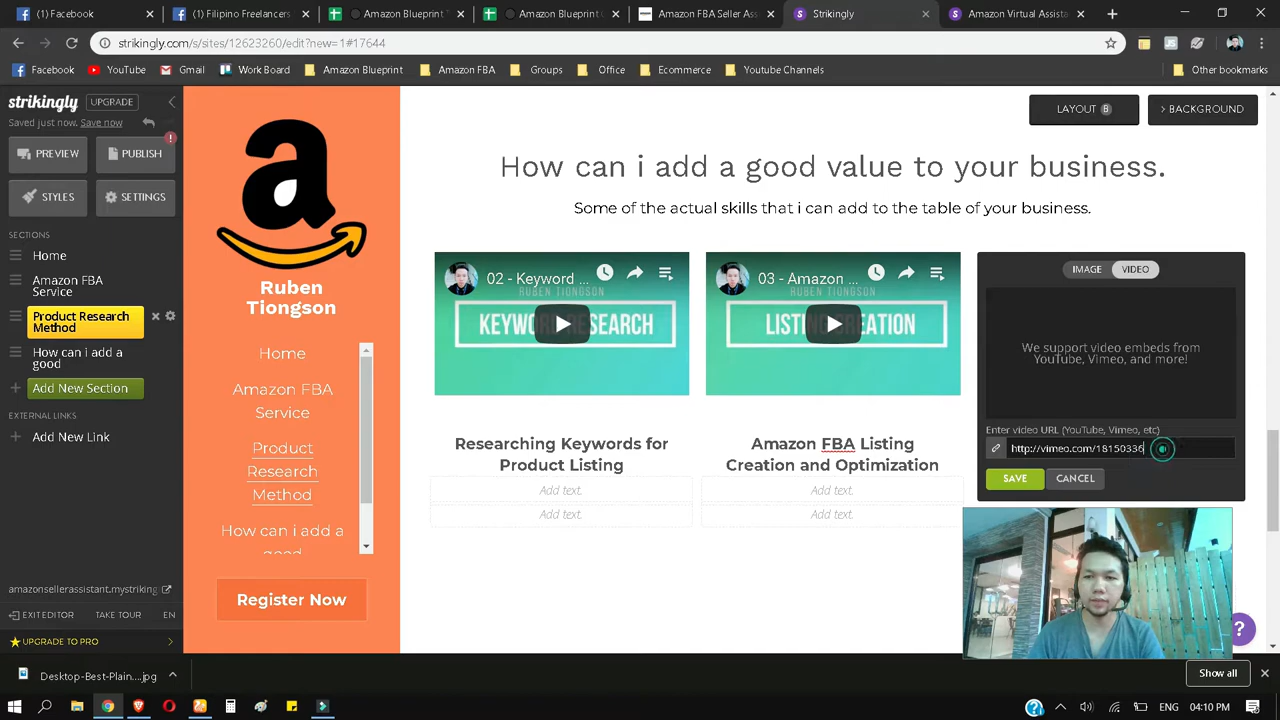 (1) Facebook
(1) Filipino Freelancers
Amazon Blueprint
Amazon Blueprint
Amazon FBA Seller Ass
Strikingly
Amazon Virtual Assista
strikingly.com/s/sites/12623260/edit?new=1#17644
Facebook
YouTube
Gmail
Work Board
Amazon Blueprint
Amazon FBA
Groups
Office
Ecommerce
Youtube Channels
Other bookmarks
strikingly
UPGRADE
Saved just now. Save now
PREVIEW
PUBLISH
STYLES
SETTINGS
SECTIONS
Home
Amazon FBA
Service
Product Research
Method
How can i add a
good
Add New Section
EXTERNAL LINKS
Add New Link
amazonsellerassistant.mystriking
EXIT EDITOR
TAKE TOUR
EN
UPGRADE TO PRO
Ruben
Tiongson
Home
Amazon FBA
Service
Product
Research
Method
How can i add a
good
Register Now
LAYOUT B
BACKGROUND
How can i add a good value to your business.
Some of the actual skills that i can add to the table of your business.
02 - Keyword ...
RUBEN TIONGSON
KEYWORD RESEARCH
03 - Amazon ...
RUBEN TIONGSON
LISTING CREATION
IMAGE
VIDEO
We support video embeds from
YouTube, Vimeo, and more!
Enter video URL (YouTube, Vimeo, etc)
http://vimeo.com/18150336
SAVE
CANCEL
Researching Keywords for
Product Listing
Add text.
Add text.
Amazon FBA Listing
Creation and Optimization
Add text.
Add text.
?
Desktop-Best-Plain....jpg
Show all
ENG
04:10 PM